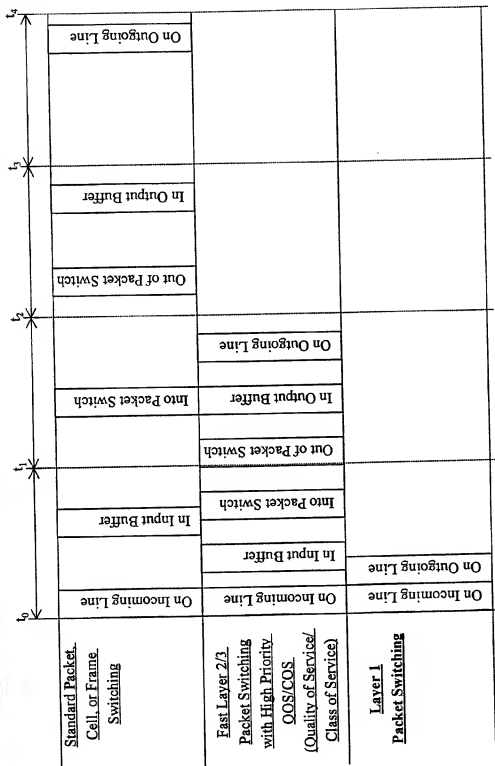 t0
t1
t2
t3
t4
Standard Packet,
Cell, or Frame
Switching
On Incoming Line
In Input Buffer
Into Packet Switch
Out of Packet Switch
In Output Buffer
On Outgoing Line
Fast Layer 2/3
Packet Switching
with High Priority
QOS/COS
(Quality of Service/
Class of Service)
On Incoming Line
In Input Buffer
Into Packet Switch
Out of Packet Switch
In Output Buffer
On Outgoing Line
Layer 1
Packet Switching
On Incoming Line
On Outgoing Line